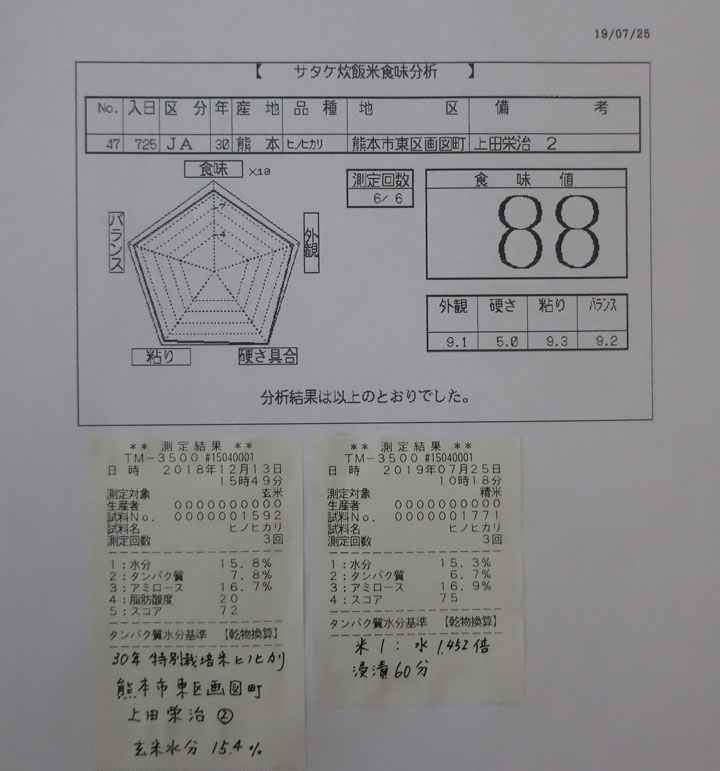 19/07/25
【 サタケ炊飯米食味分析 】
No. 入日 区分 年 産地 品種 地区 備考
47 725 JA 30 熊本 ヒノヒカリ 熊本市東区画図町 上田栄治 2
食味 ×10
7
4
バランス
外観
粘り
硬さ具合
測定回数
6/ 6
食味値
88
外観 硬さ 粘り バランス
9.1 5.0 9.3 9.2
分析結果は以上のとおりでした。
** 測定結果 **
TM-3500 #15040001
日 時 2018年12月13日
15時49分
測定対象 玄米
生産者 0000000000
試料No. 0000001592
試料名 ヒノヒカリ
測定回数 3回
1:水分 15.8%
2:タンパク質 7.8%
3:アミロース 16.7%
4:脂肪酸度 20
5:スコア 72
タンパク質水分基準 【乾物換算】
30年 特別栽培米ヒノヒカリ
熊本市東区画図町
上田栄治 ②
玄米水分 15.4%
** 測定結果 **
TM-3500 #15040001
日 時 2019年07月25日
10時18分
測定対象 精米
生産者 0000000000
試料No. 0000001771
試料名 ヒノヒカリ
測定回数 3回
1:水分 15.3%
2:タンパク質 6.7%
3:アミロース 16.9%
4:スコア 75
タンパク質水分基準 【乾物換算】
米 1 : 水 1.452倍
浸漬60分